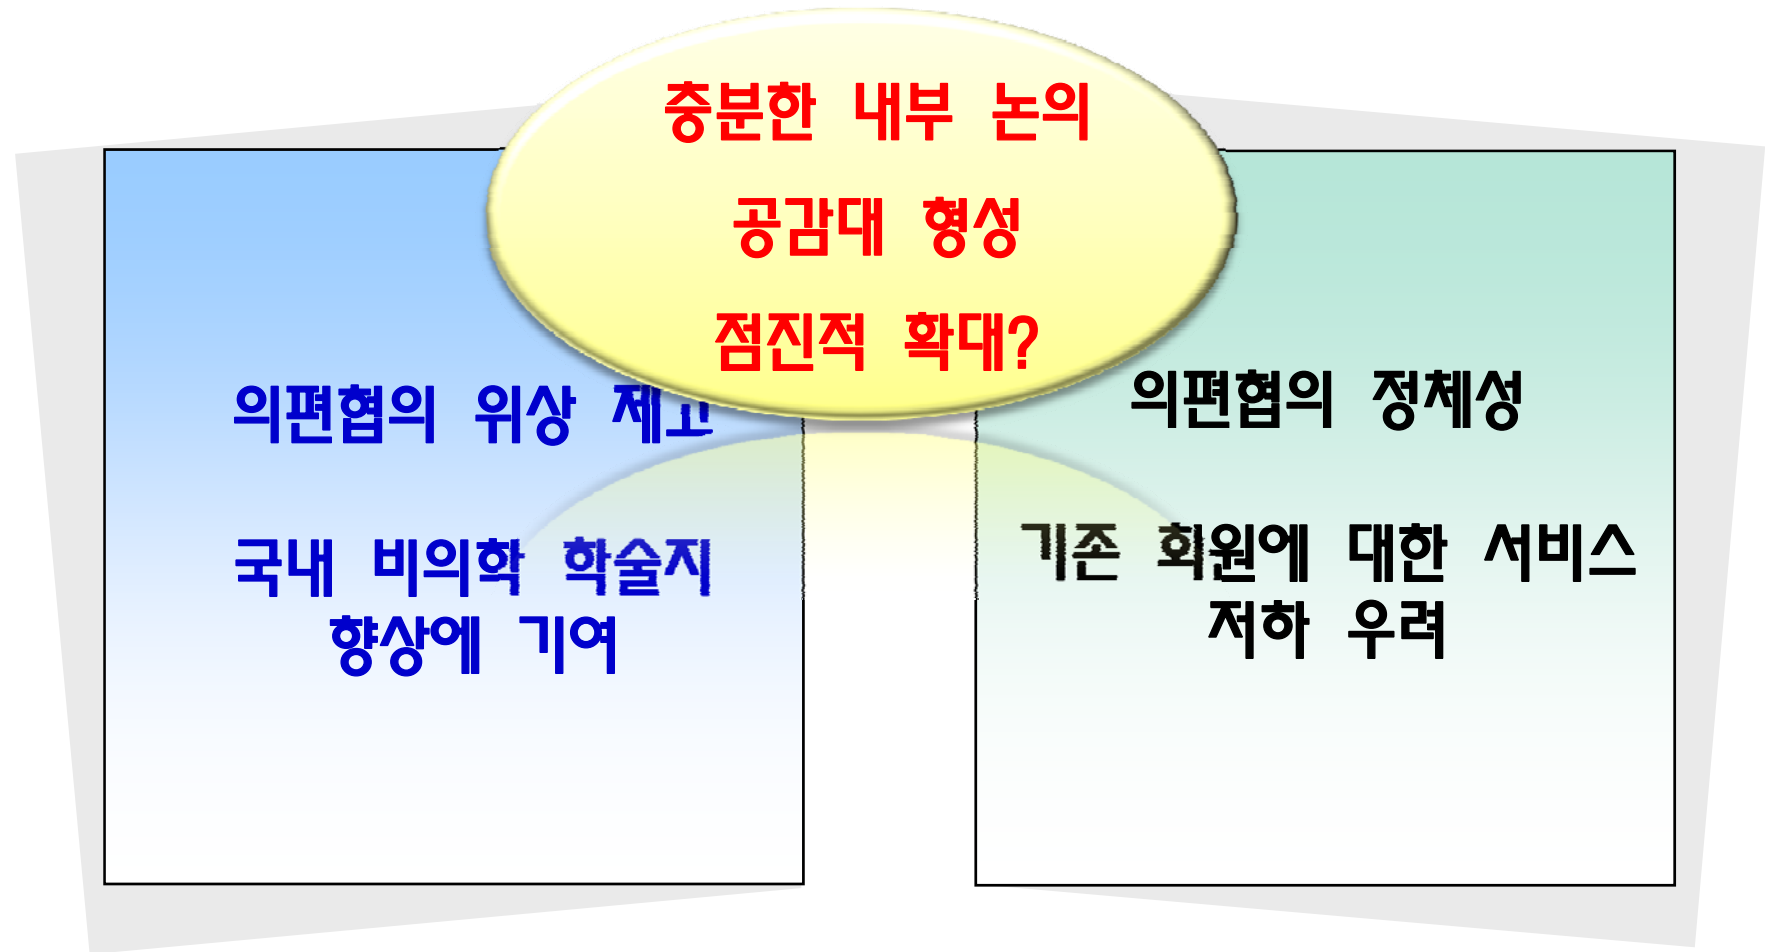 충분한 내부 논의
공감대 형성
점진적 확대?
의편협의 위상 제고
국내 비의학 학술지
향상에 기여
의편협의 정체성
기존 회원에 대한 서비스
저하 우려